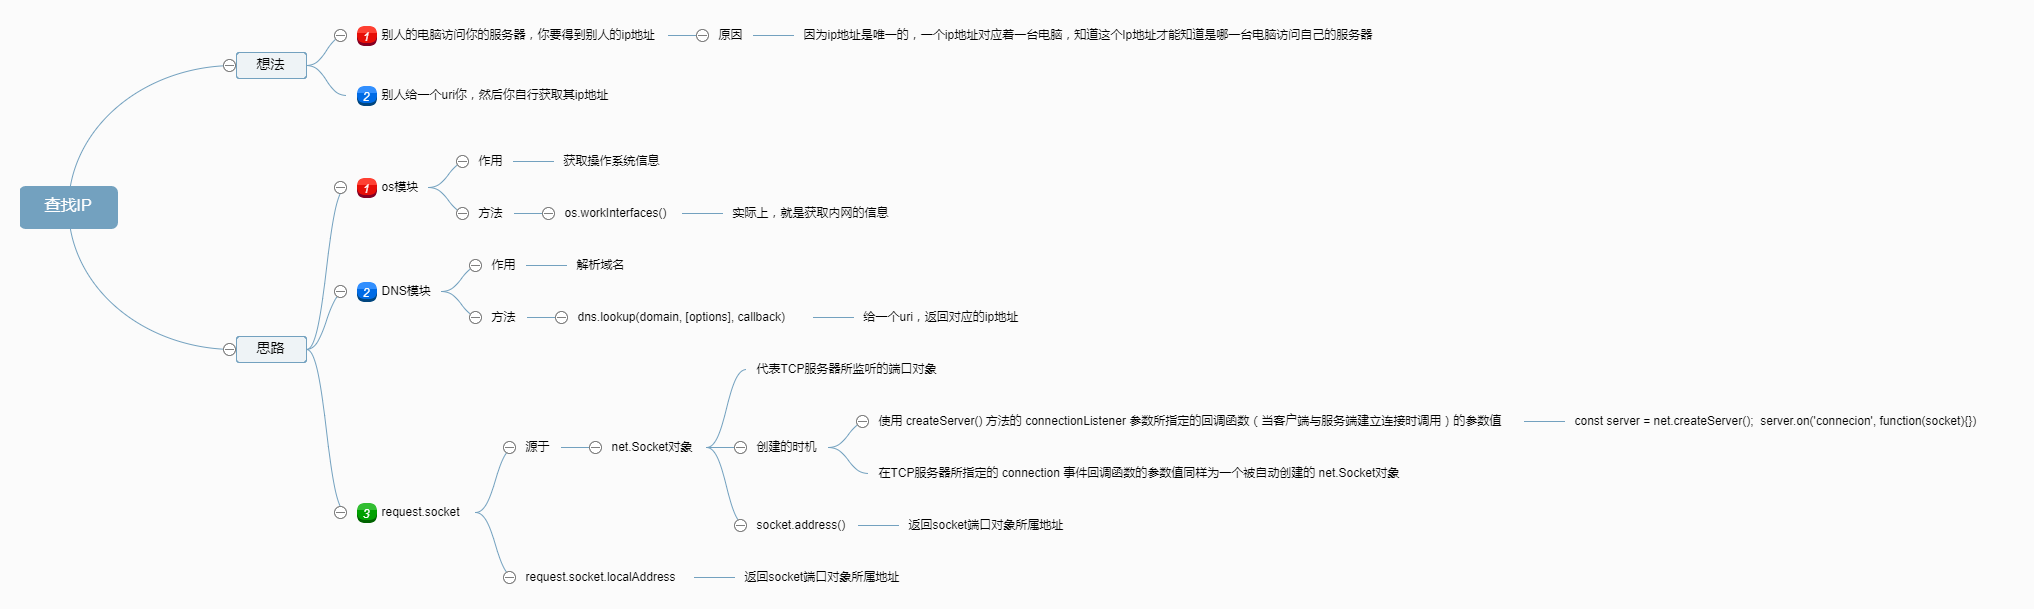 查找IP
想法
1 别人的电脑访问你的服务器，你要得到别人的ip地址
原因
因为ip地址是唯一的，一个ip地址对应着一台电脑，知道这个Ip地址才能知道是哪一台电脑访问自己的服务器
2 别人给一个uri你，然后你自行获取其ip地址
思路
1 os模块
作用
获取操作系统信息
方法
os.workInterfaces()
实际上，就是获取内网的信息
2 DNS模块
作用
解析域名
方法
dns.lookup(domain, [options], callback)
给一个uri，返回对应的ip地址
3 request.socket
源于
net.Socket对象
代表TCP服务器所监听的端口对象
创建的时机
使用 createServer() 方法的 connectionListener 参数所指定的回调函数（当客户端与服务端建立连接时调用）的参数值
const server = net.createServer();  server.on('connecion', function(socket){})
在TCP服务器所指定的 connection 事件回调函数的参数值同样为一个被自动创建的 net.Socket对象
socket.address()
返回socket端口对象所属地址
request.socket.localAddress
返回socket端口对象所属地址